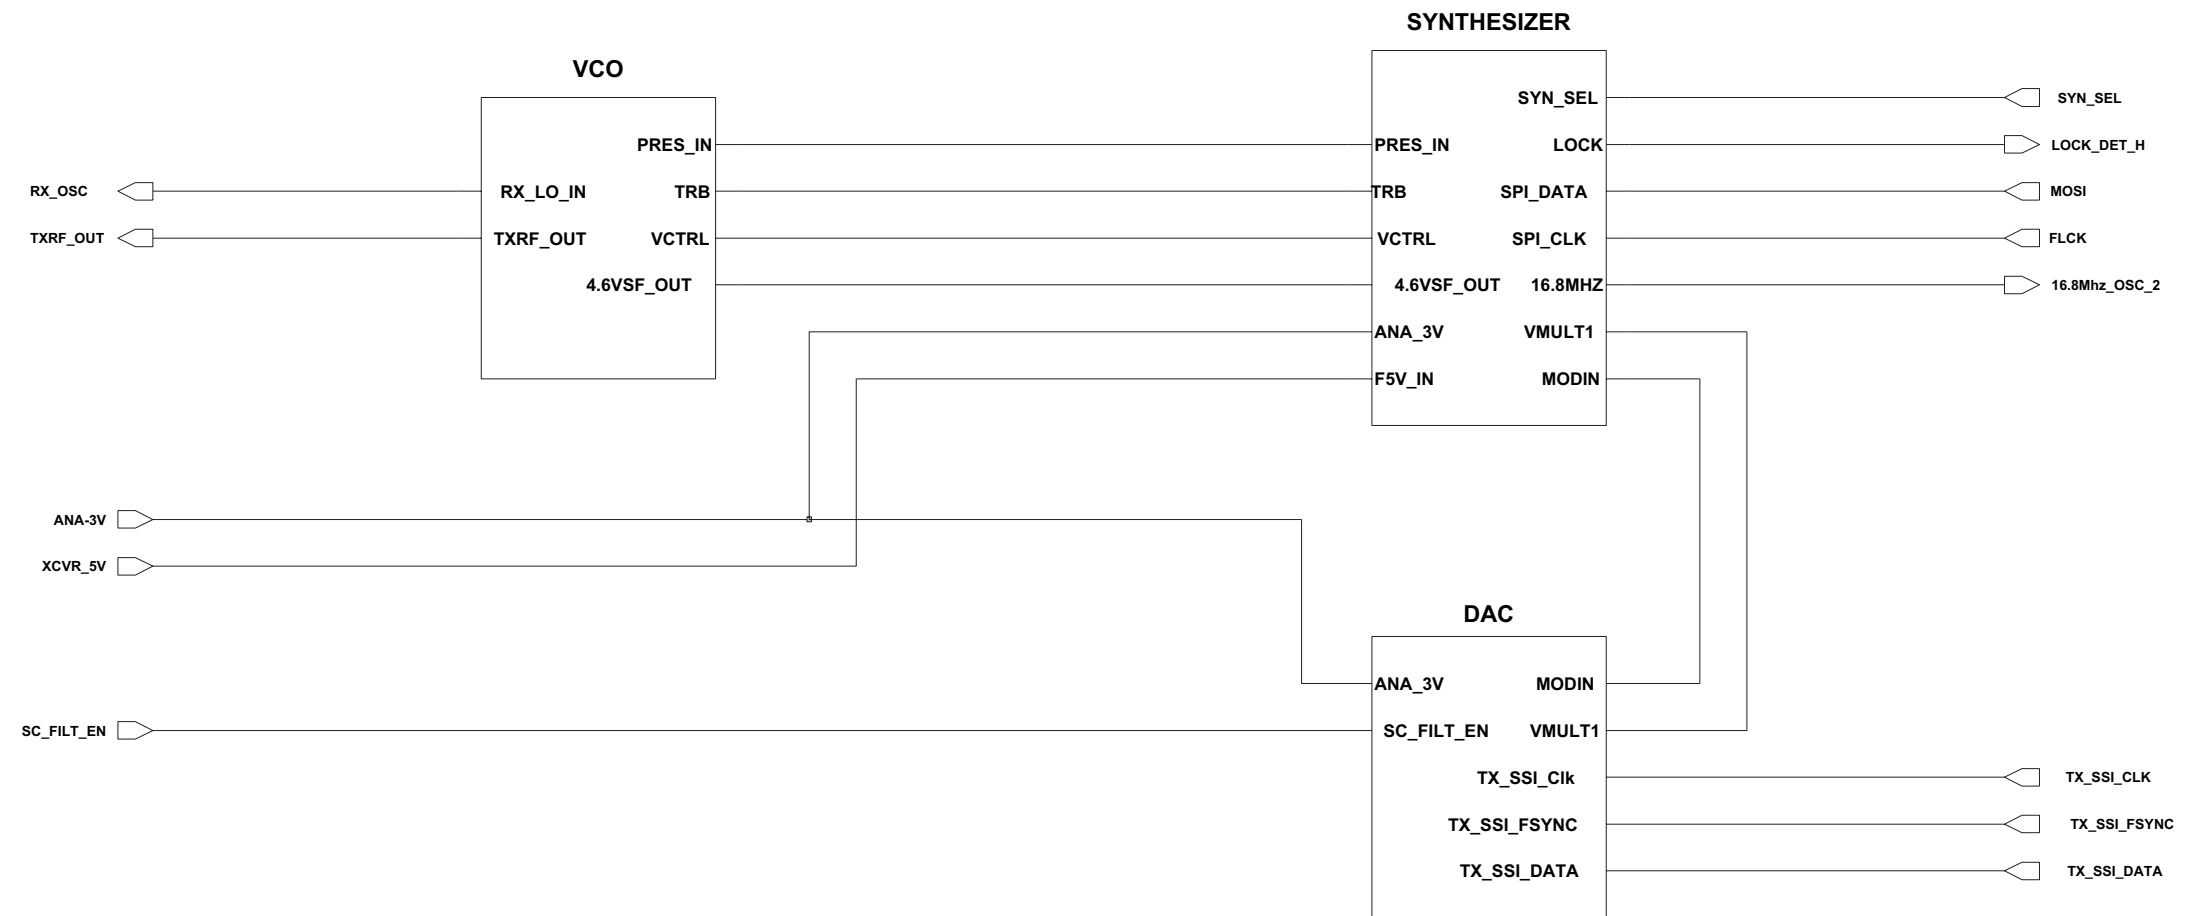 SYNTHESIZER
VCO
SYN_SEL
SYN_SEL
PRES_IN
PRES_IN
LOCK
LOCK_DET_H
RX_OSC
RX_LO_IN
TRB
TRB
SPI_DATA
MOSI
TXRF_OUT
TXRF_OUT
VCTRL
VCTRL
SPI_CLK
FLCK
4.6VSF_OUT
4.6VSF_OUT
16.8MHZ
16.8Mhz_OSC_2
ANA_3V
VMULT1
F5V_IN
MODIN
ANA-3V
XCVR_5V
DAC
ANA_3V
MODIN
SC_FILT_EN
SC_FILT_EN
VMULT1
TX_SSI_Clk
TX_SSI_CLK
TX_SSI_FSYNC
TX_SSI_FSYNC
TX_SSI_DATA
TX_SSI_DATA